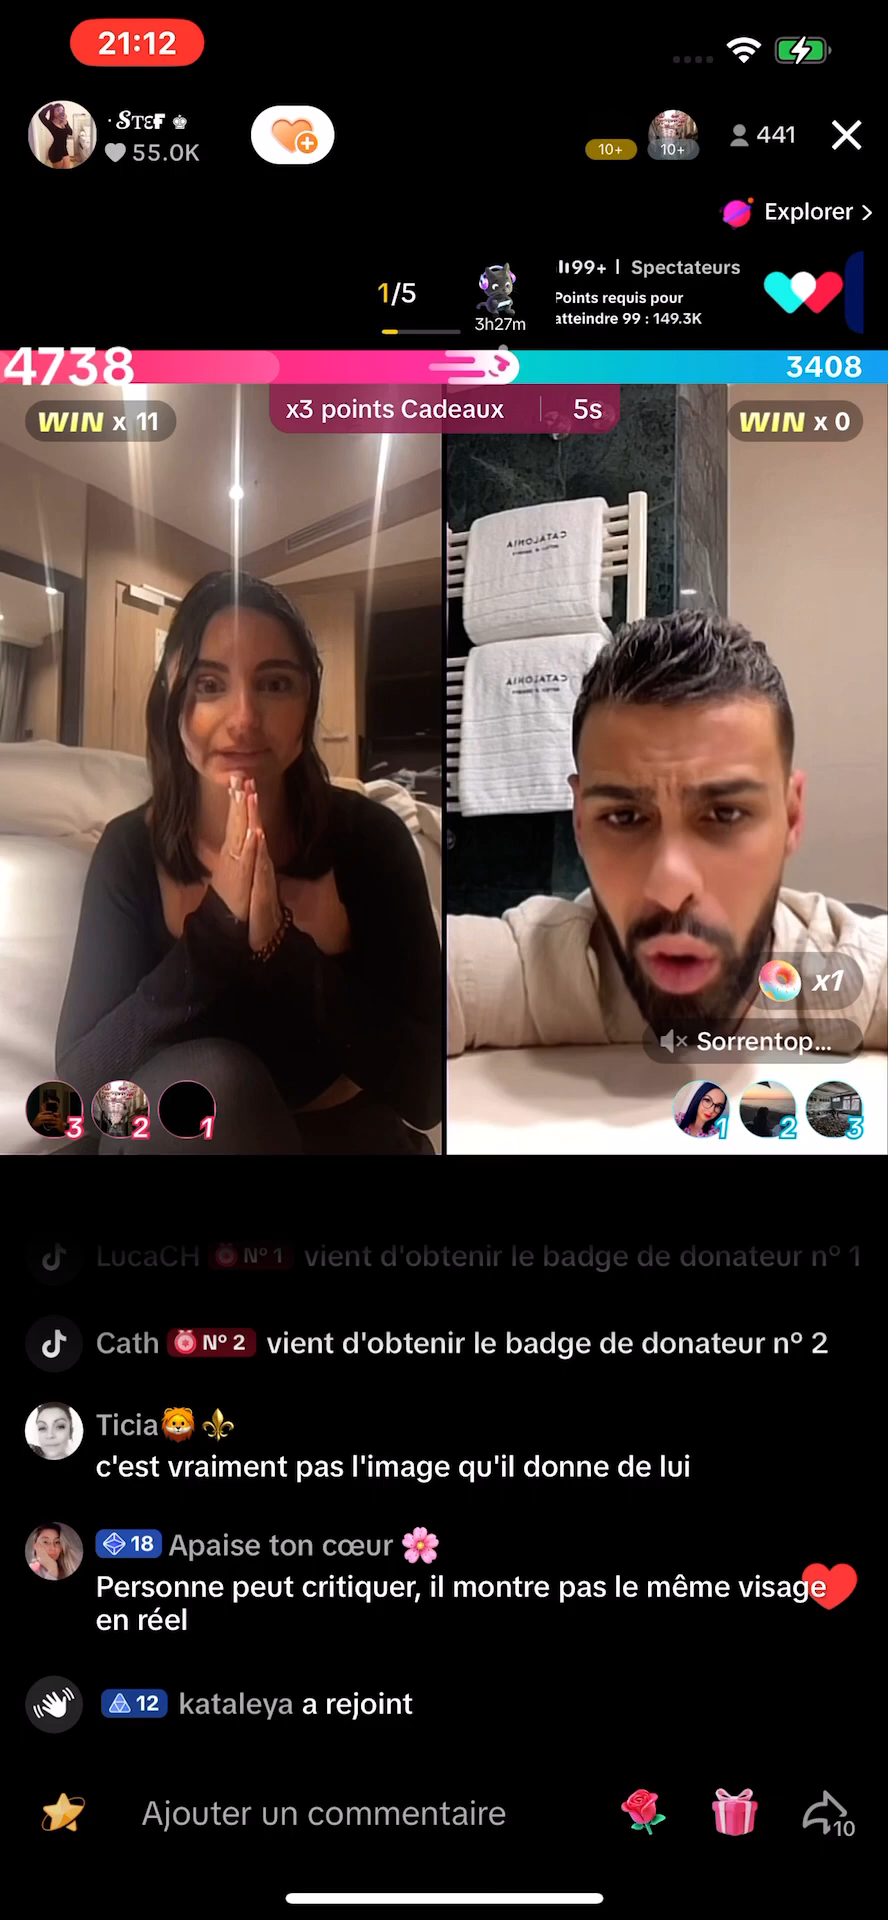 21:12
· STEF ♚
55.0K
10+
10+
441
Explorer >
1/5
3h27m
99+ | Spectateurs
Points requis pour
atteindre 99 : 149.3K
4738
3408
WIN x 11
x3 points Cadeaux | 5s
WIN x 0
CATALONIA
CATALONIA
x1
Sorrentop...
3
2
1
1
2
3
LucaCH N° 1 vient d'obtenir le badge de donateur n° 1
Cath N° 2 vient d'obtenir le badge de donateur n° 2
Ticia🦁⚜️
c'est vraiment pas l'image qu'il donne de lui
18 Apaise ton cœur 🌸
Personne peut critiquer, il montre pas le même visage
en réel
12 kataleya a rejoint
Ajouter un commentaire
10